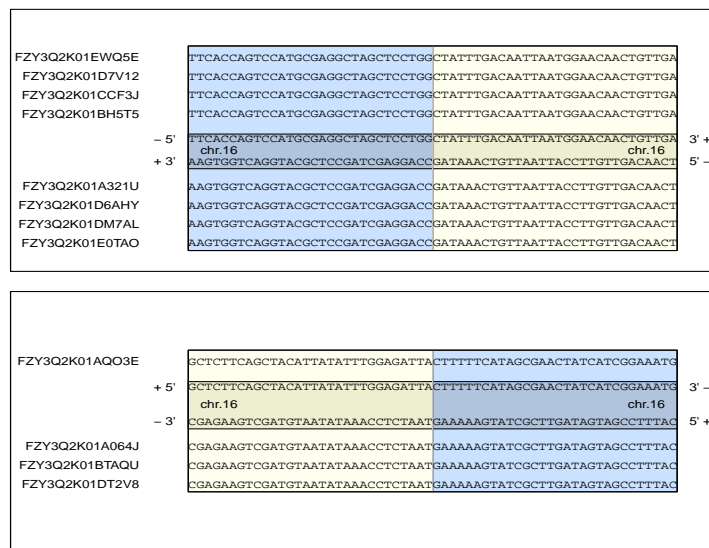 FZY3Q2K01EWQ5E TTCACCAGTCCATGCGAGGCTAGCTCCTGGCTATTTGACAATTAATGGAACAACTGTTGA
FZY3Q2K01D7V12 TTCACCAGTCCATGCGAGGCTAGCTCCTGGCTATTTGACAATTAATGGAACAACTGTTGA
FZY3Q2K01CCF3J TTCACCAGTCCATGCGAGGCTAGCTCCTGGCTATTTGACAATTAATGGAACAACTGTTGA
FZY3Q2K01BH5T5 TTCACCAGTCCATGCGAGGCTAGCTCCTGGCTATTTGACAATTAATGGAACAACTGTTGA
− 5' TTCACCAGTCCATGCGAGGCTAGCTCCTGGCTATTTGACAATTAATGGAACAACTGTTGA 3' +
chr.16 chr.16
+ 3' AAGTGGTCAGGTACGCTCCGATCGAGGACCGATAAACTGTTAATTACCTTGTTGACAACT 5' −
FZY3Q2K01A321U AAGTGGTCAGGTACGCTCCGATCGAGGACCGATAAACTGTTAATTACCTTGTTGACAACT
FZY3Q2K01D6AHY AAGTGGTCAGGTACGCTCCGATCGAGGACCGATAAACTGTTAATTACCTTGTTGACAACT
FZY3Q2K01DM7AL AAGTGGTCAGGTACGCTCCGATCGAGGACCGATAAACTGTTAATTACCTTGTTGACAACT
FZY3Q2K01E0TAO AAGTGGTCAGGTACGCTCCGATCGAGGACCGATAAACTGTTAATTACCTTGTTGACAACT
FZY3Q2K01AQO3E GCTCTTCAGCTACATTATATTTGGAGATTACTTTTTCATAGCGAACTATCATCGGAAATG
+ 5' GCTCTTCAGCTACATTATATTTGGAGATTACTTTTTCATAGCGAACTATCATCGGAAATG 3' −
chr.16 chr.16
− 3' CGAGAAGTCGATGTAATATAAACCTCTAATGAAAAAGTATCGCTTGATAGTAGCCTTTAC 5' +
FZY3Q2K01A064J CGAGAAGTCGATGTAATATAAACCTCTAATGAAAAAGTATCGCTTGATAGTAGCCTTTAC
FZY3Q2K01BTAQU CGAGAAGTCGATGTAATATAAACCTCTAATGAAAAAGTATCGCTTGATAGTAGCCTTTAC
FZY3Q2K01DT2V8 CGAGAAGTCGATGTAATATAAACCTCTAATGAAAAAGTATCGCTTGATAGTAGCCTTTAC